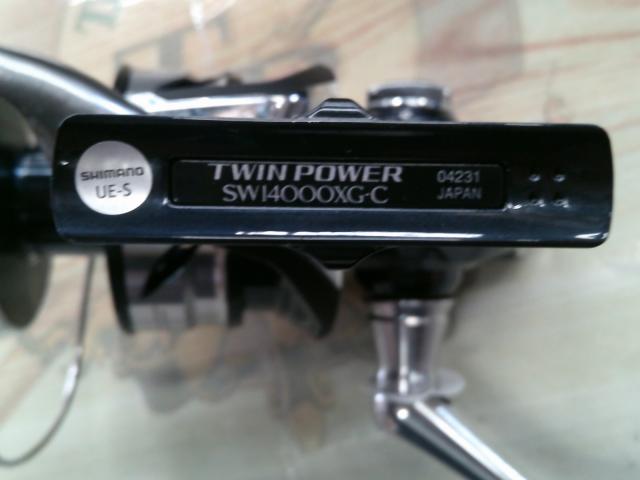 SHIMANO
UE-S
TWIN POWER
SW14000XG-C
04231
JAPAN